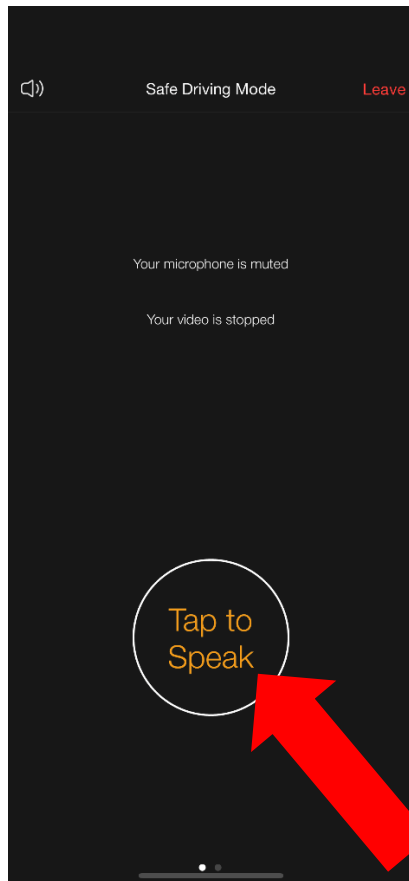 Safe Driving Mode Leave
Your microphone is muted
Your video is stopped
Tap to
Speak